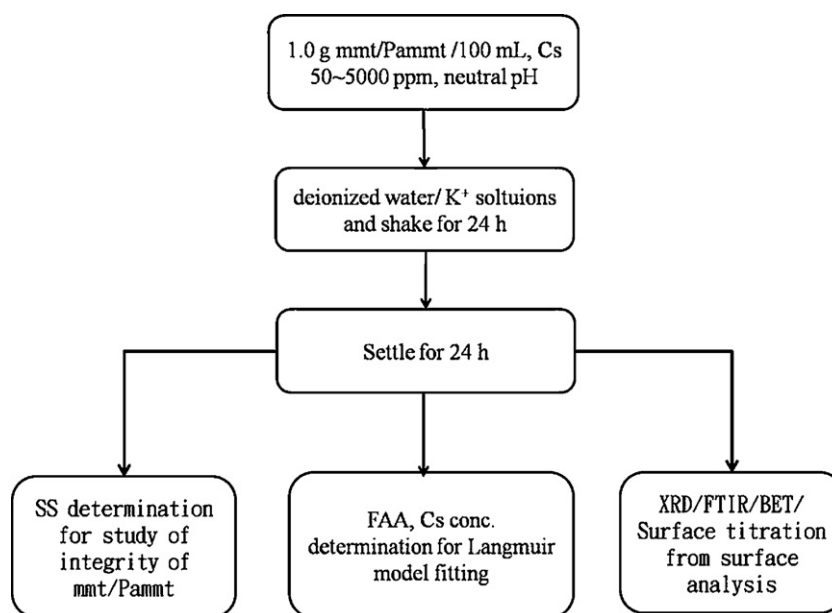 1.0 g mmt/Pammt /100 mL, Cs
50~5000 ppm, neutral pH
deionized water/ K⁺ soltuions
and shake for 24 h
Settle for 24 h
SS determination
for study of
integrity of
mmt/Pammt
FAA, Cs conc.
determination for Langmuir
model fitting
XRD/FTIR/BET/
Surface titration
from surface
analysis